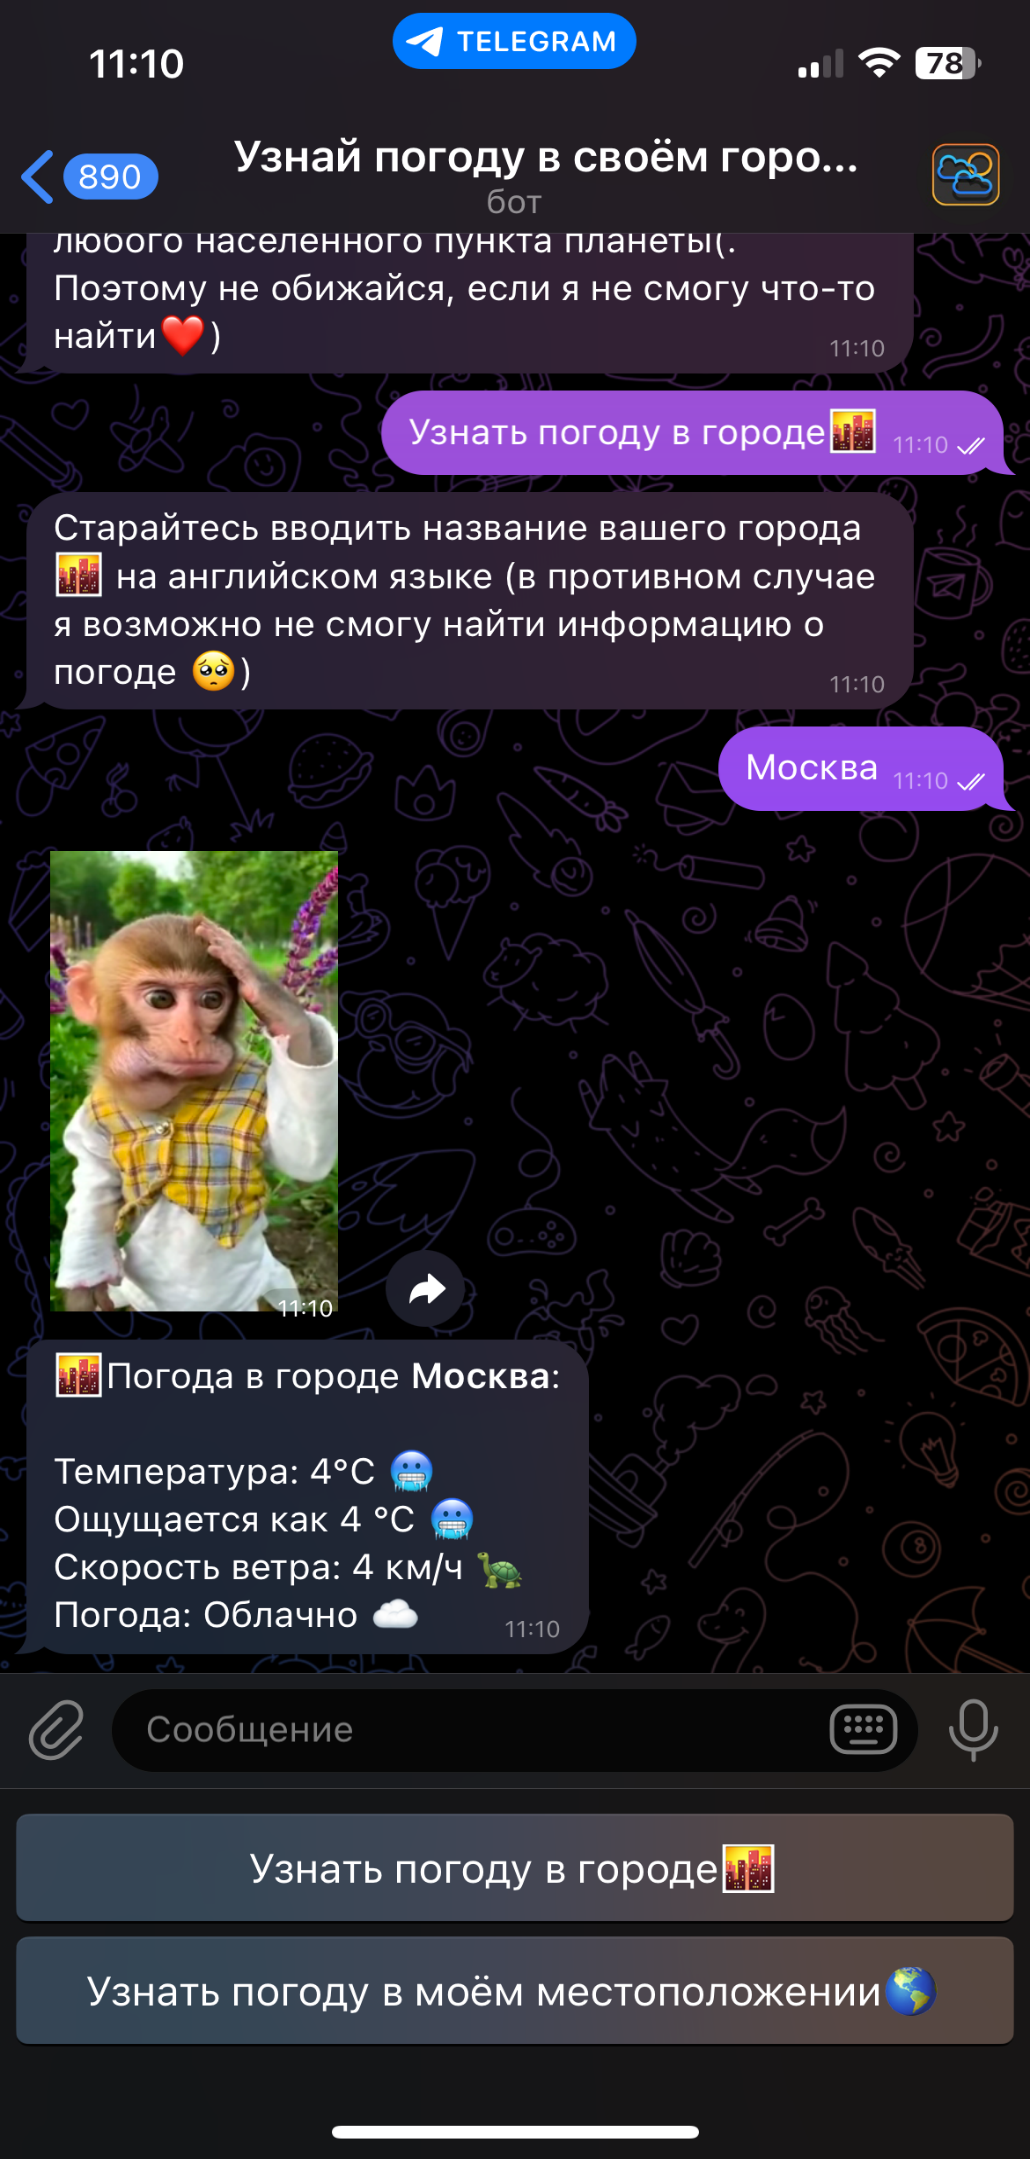 11:10
TELEGRAM
78
890
Узнай погоду в своём горо...
бот
любого населенного пункта планеты(.
Поэтому не обижайся, если я не смогу что-то
найти❤️)
11:10
Узнать погоду в городе🌇
11:10
Старайтесь вводить название вашего города
🌇 на английском языке (в противном случае
я возможно не смогу найти информацию о
погоде 🥺)
11:10
Москва
11:10
11:10
🌇Погода в городе Москва:
Температура: 4°C 🥶
Ощущается как 4 °C 🥶
Скорость ветра: 4 км/ч 🐢
Погода: Облачно ☁️
11:10
Сообщение
Узнать погоду в городе🌇
Узнать погоду в моём местоположении🌎